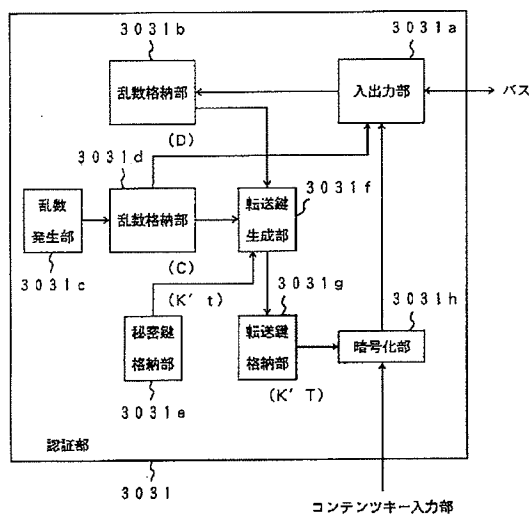 3031b
3031a
乱数格納部
入出力部
バス
(D)
3031d
3031f
乱数
発生部
乱数格納部
転送鍵
生成部
3031c
(C)
(K' t)
3031g
3031h
秘密鍵
格納部
転送鍵
格納部
暗号化部
3031e
(K' T)
認証部
3031
コンテンツキー入力部